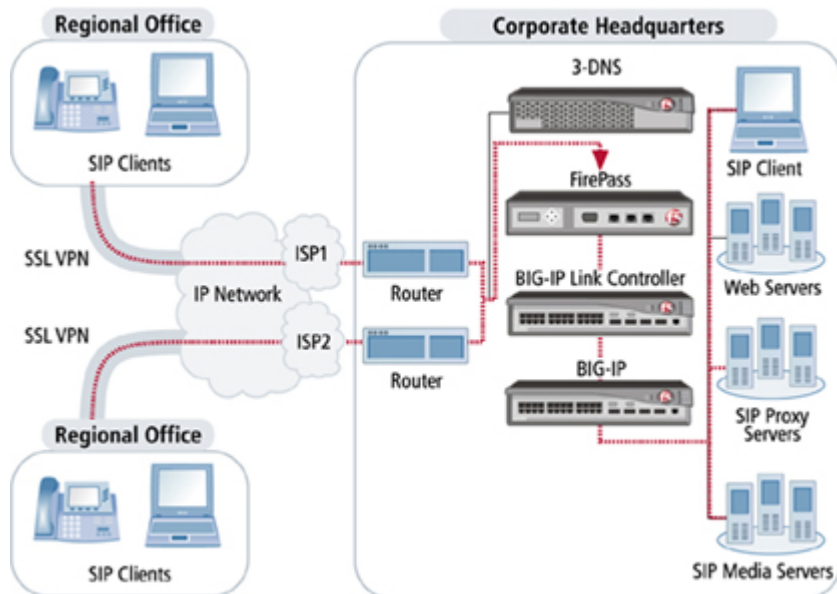 Regional Office
SIP Clients
SSL VPN
SSL VPN
Regional Office
SIP Clients
IP Network
ISP1
ISP2
Router
Router
Corporate Headquarters
3-DNS
FirePass
BIG-IP Link Controller
BIG-IP
SIP Client
Web Servers
SIP Proxy
Servers
SIP Media Servers